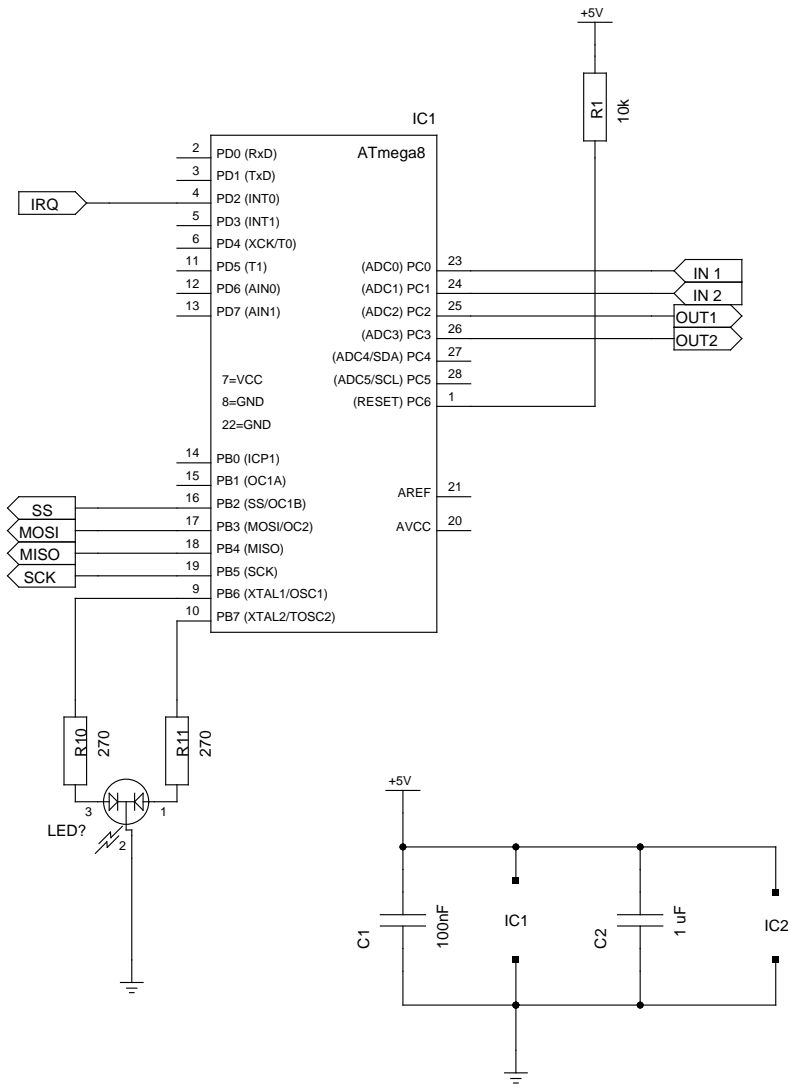 +5V
R1
10k
IC1
ATmega8
2 PD0 (RxD)
3 PD1 (TxD)
IRQ 4 PD2 (INT0)
5 PD3 (INT1)
6 PD4 (XCK/T0)
11 PD5 (T1)
12 PD6 (AIN0)
13 PD7 (AIN1)
(ADC0) PC0 23 IN 1
(ADC1) PC1 24 IN 2
(ADC2) PC2 25 OUT1
(ADC3) PC3 26 OUT2
(ADC4/SDA) PC4 27
(ADC5/SCL) PC5 28
(RESET) PC6 1
7=VCC
8=GND
22=GND
14 PB0 (ICP1)
15 PB1 (OC1A)
SS 16 PB2 (SS/OC1B)
MOSI 17 PB3 (MOSI/OC2)
MISO 18 PB4 (MISO)
SCK 19 PB5 (SCK)
9 PB6 (XTAL1/OSC1)
10 PB7 (XTAL2/TOSC2)
AREF 21
AVCC 20
R10
270
R11
270
3
1
LED?
2
+5V
C1
100nF
IC1
C2
1 uF
IC2